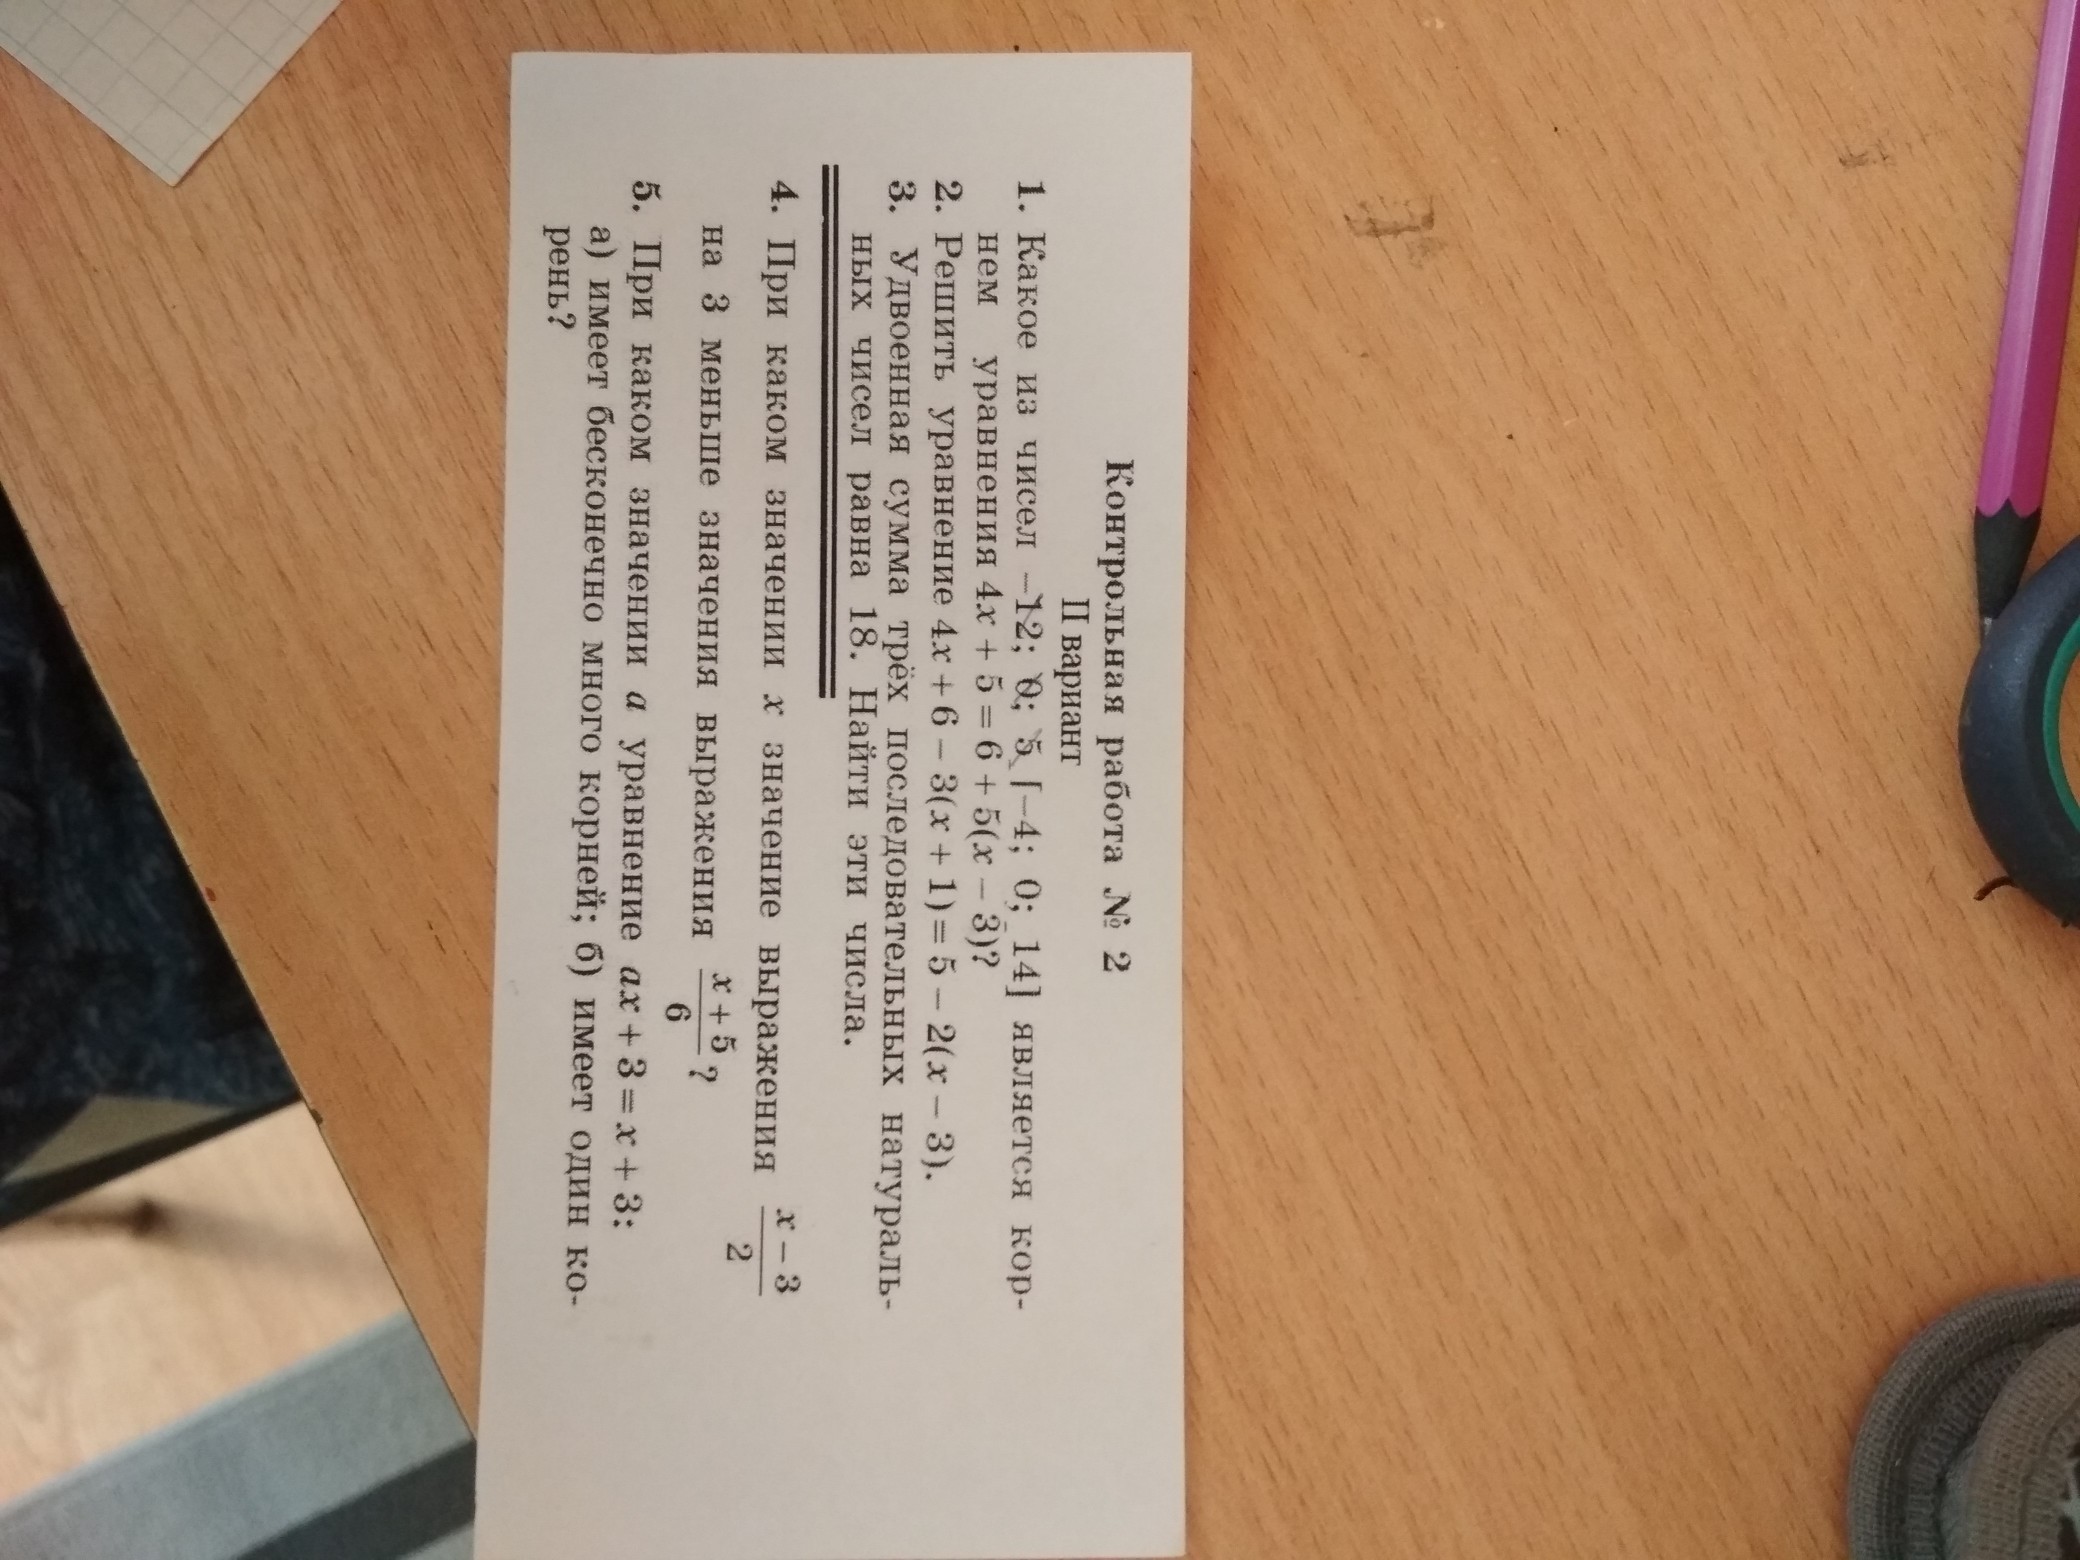 Контрольная работа № 2
II вариант
1. Какое из чисел −12; 0; 5 [−4; 0; 14] является кор-
нем уравнения 4x + 5 = 6 + 5(x − 3)?
2. Решить уравнение 4x + 6 − 3(x + 1) = 5 − 2(x − 3).
3. Удвоенная сумма трёх последовательных натураль-
ных чисел равна 18. Найти эти числа.
4. При каком значении x значение выражения (x − 3)/2
на 3 меньше значения выражения (x + 5)/6 ?
5. При каком значении a уравнение ax + 3 = x + 3:
а) имеет бесконечно много корней; б) имеет один ко-
рень?